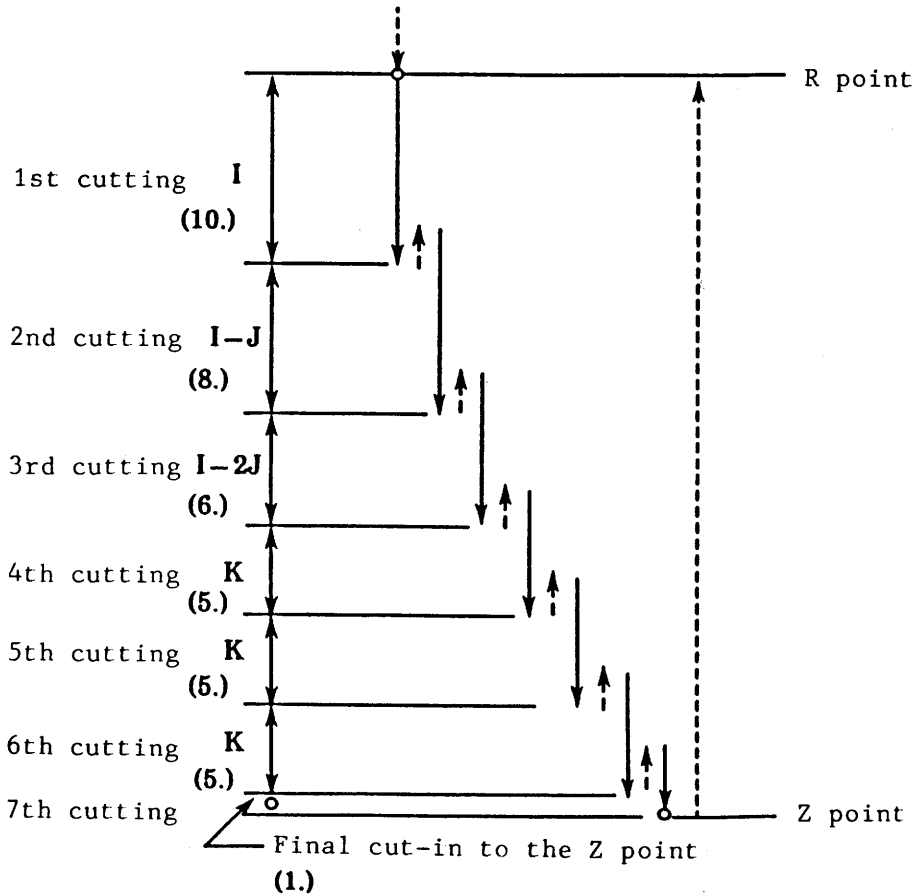 R point
1st cutting I
(10.)
2nd cutting I-J
(8.)
3rd cutting I-2J
(6.)
4th cutting K
(5.)
5th cutting K
(5.)
6th cutting K
(5.)
7th cutting
Z point
Final cut-in to the Z point
(1.)